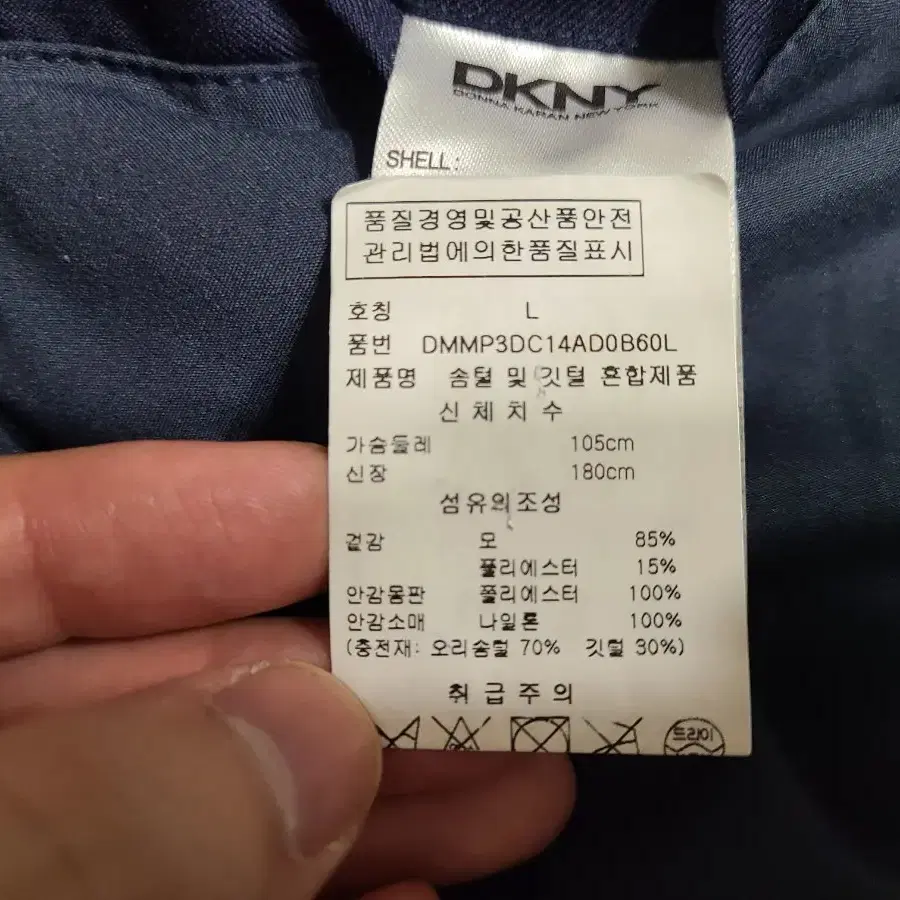 DKNY
DONNA KARAN NEW YORK
SHELL:
품질경영및공산품안전
관리법에의한품질표시
호칭 L
품번 DMMP3DC14AD0B60L
제품명 솜털 및 깃털 혼합제품
신체치수
가슴둘레 105cm
신장 180cm
섬유의조성
겉감 모 85%
폴리에스터 15%
안감몸판 폴리에스터 100%
안감소매 나일론 100%
(충전재: 오리솜털 70% 깃털 30%)
취급주의
드라이